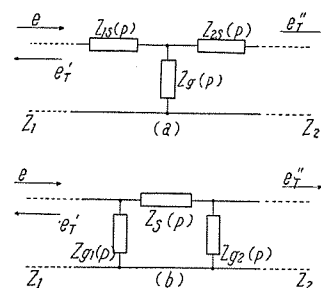 e
Z1s(p)
Z2s(p)
e''T
e'T
Zg(p)
Z1
(a)
Z2
e
ZS(p)
e''T
e'T
Zg1(p)
Zg2(p)
Z1
(b)
Z2